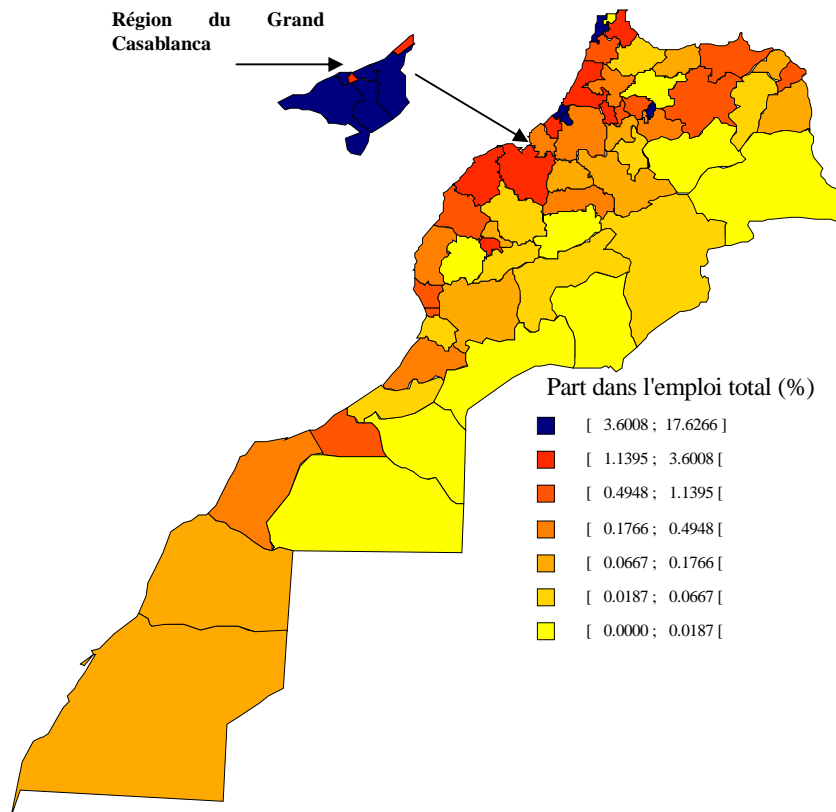 Région du Grand
Casablanca
Part dans l'emploi total (%)
[ 3.6008 ; 17.6266 ]
[ 1.1395 ; 3.6008 [
[ 0.4948 ; 1.1395 [
[ 0.1766 ; 0.4948 [
[ 0.0667 ; 0.1766 [
[ 0.0187 ; 0.0667 [
[ 0.0000 ; 0.0187 [